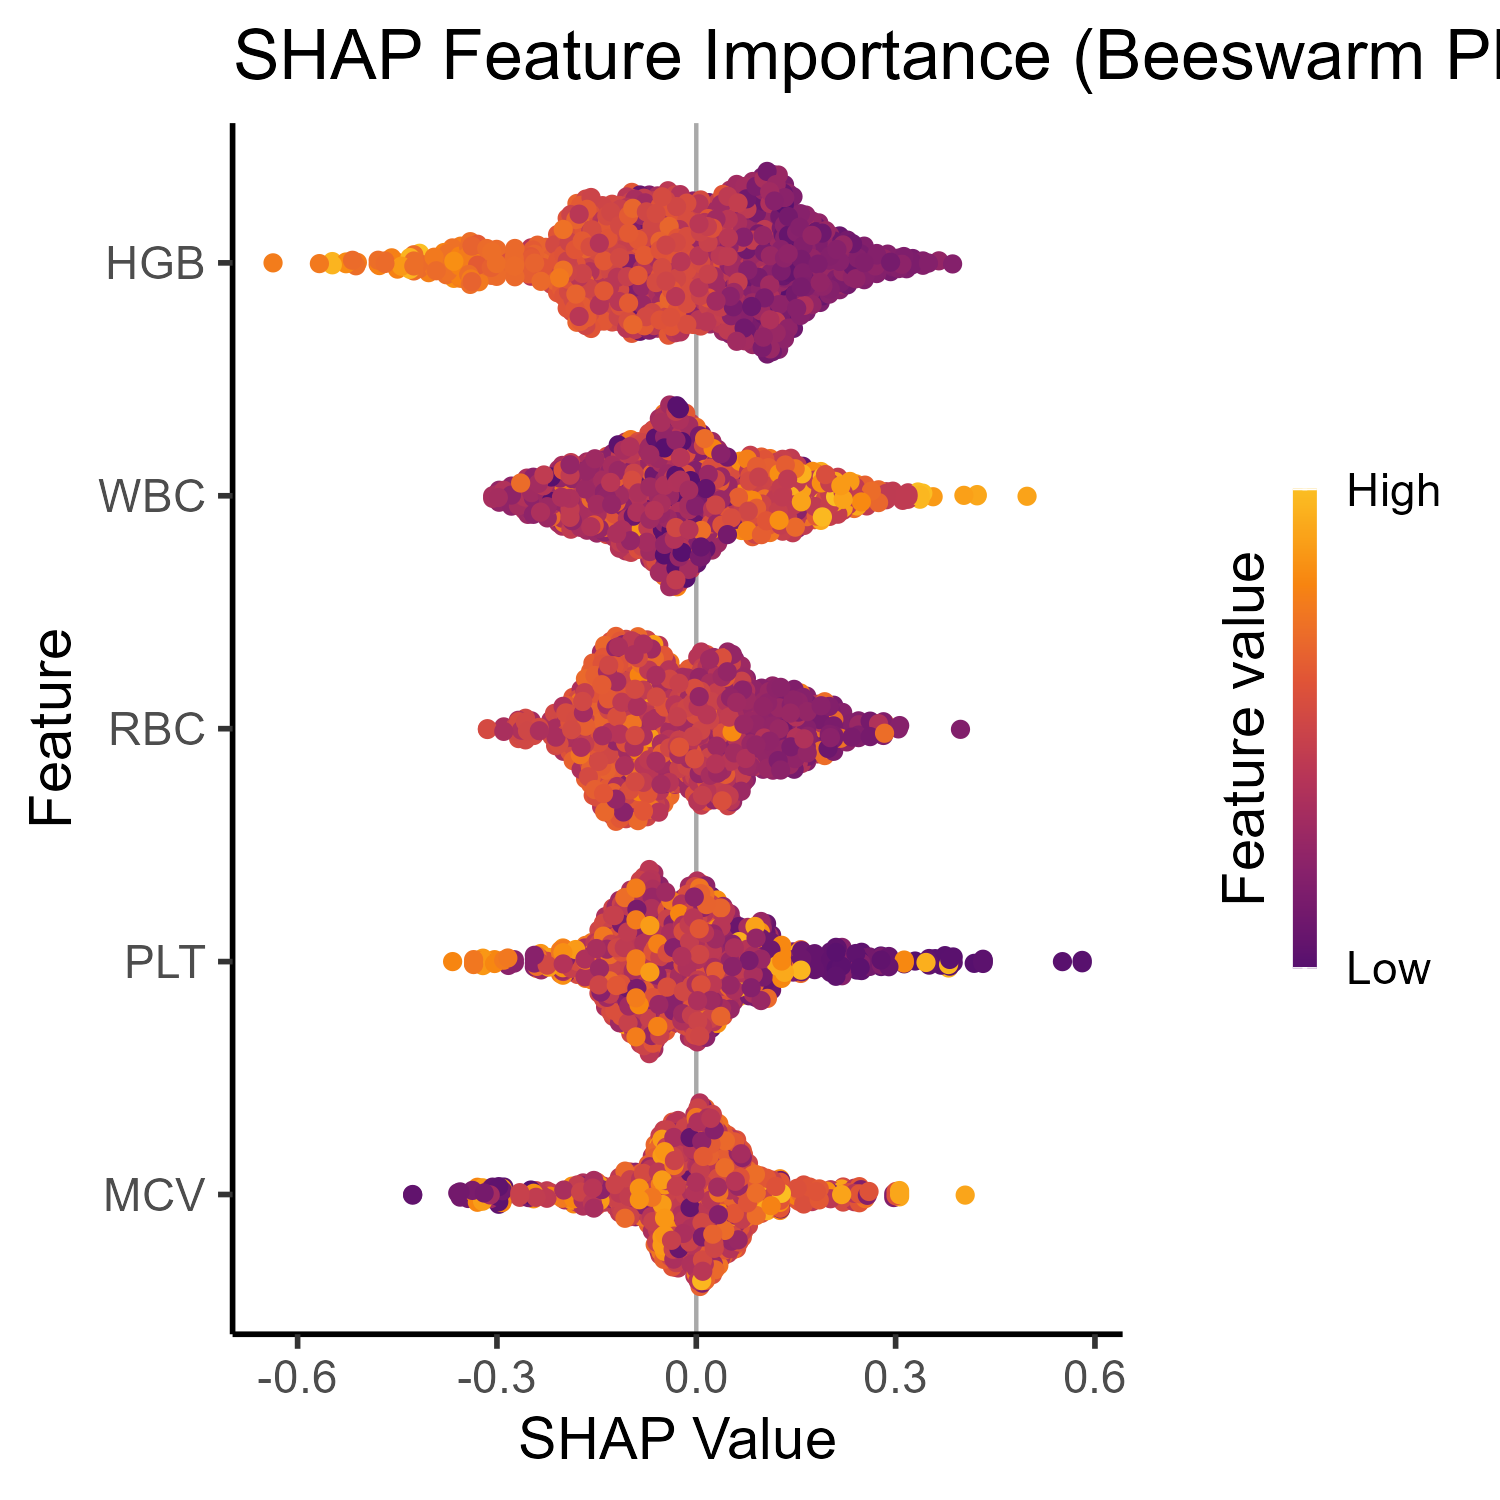 SHAP Feature Importance (Beeswarm Pl
HGB
WBC
RBC
PLT
MCV
Feature
-0.6
-0.3
0.0
0.3
0.6
SHAP Value
Feature value
High
Low